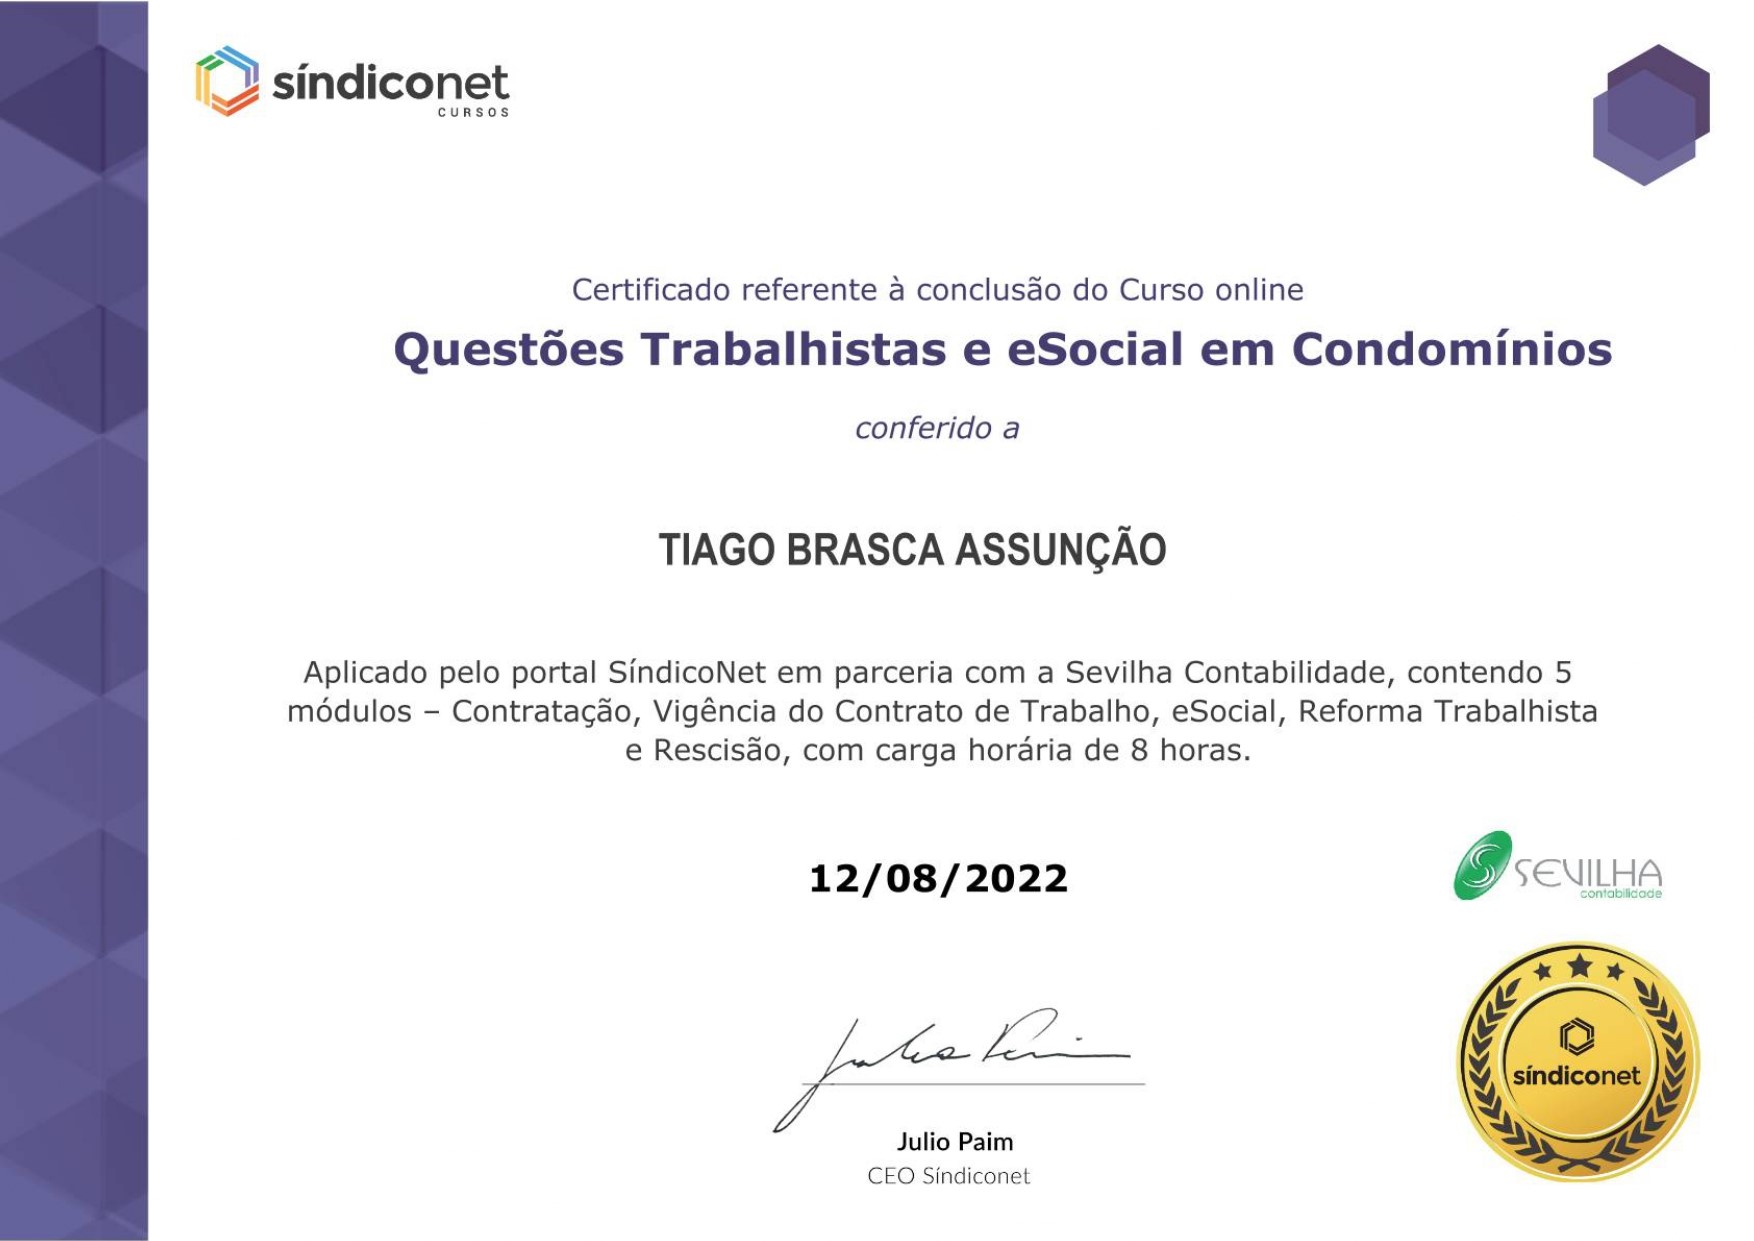 síndiconet
CURSOS
Certificado referente à conclusão do Curso online
Questões Trabalhistas e eSocial em Condomínios
conferido a
TIAGO BRASCA ASSUNÇÃO
Aplicado pelo portal SíndicoNet em parceria com a Sevilha Contabilidade, contendo 5
módulos – Contratação, Vigência do Contrato de Trabalho, eSocial, Reforma Trabalhista
e Rescisão, com carga horária de 8 horas.
12/08/2022
SEVILHA
contabilidade
síndiconet
Julio Paim
CEO Síndiconet